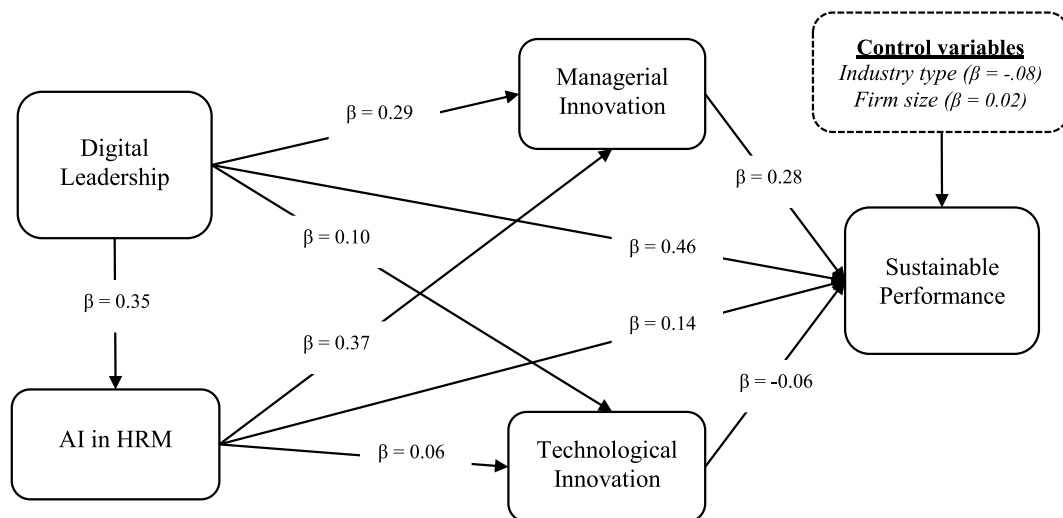 Control variables
Industry type (β = -.08)
Firm size (β = 0.02)
Managerial
Innovation
β = 0.29
Digital
Leadership
β = 0.28
β = 0.10
β = 0.46
Sustainable
Performance
β = 0.35
β = 0.14
β = 0.37
β = -0.06
AI in HRM
β = 0.06
Technological
Innovation